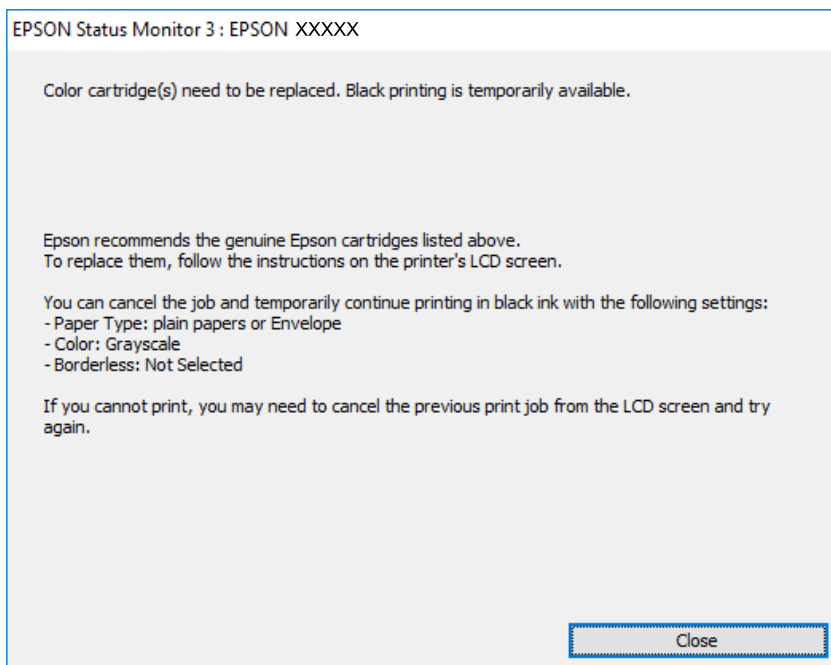 EPSON Status Monitor 3 : EPSON XXXXX
Color cartridge(s) need to be replaced. Black printing is temporarily available.
Epson recommends the genuine Epson cartridges listed above.
To replace them, follow the instructions on the printer's LCD screen.
You can cancel the job and temporarily continue printing in black ink with the following settings:
- Paper Type: plain papers or Envelope
- Color: Grayscale
- Borderless: Not Selected
If you cannot print, you may need to cancel the previous print job from the LCD screen and try
again.
Close